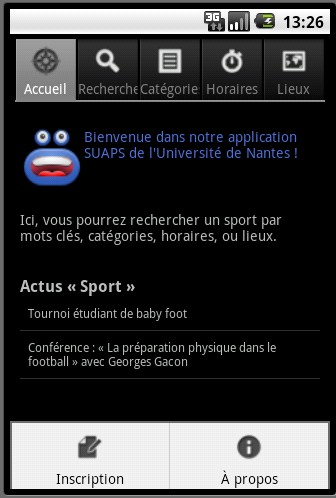 3G 13:26
Accueil Recherche Catégorie Horaires Lieux
Bienvenue dans notre application
SUAPS de l'Université de Nantes !
Ici, vous pourrez rechercher un sport par
mots clés, catégories, horaires, ou lieux.
Actus « Sport »
Tournoi étudiant de baby foot
Conférence : « La préparation physique dans le
football » avec Georges Gacon
Inscription À propos